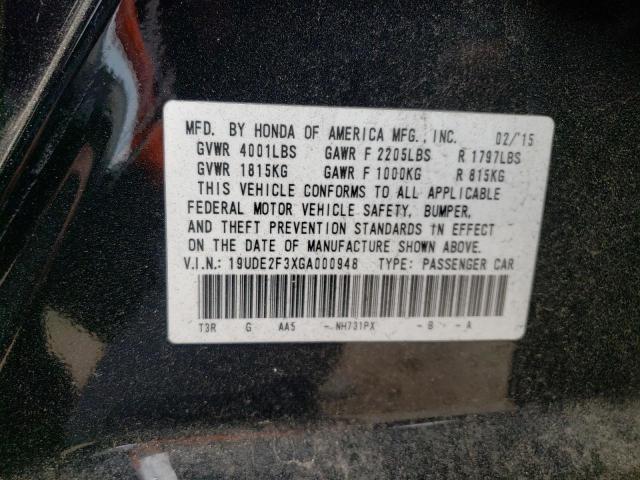 MFD. BY HONDA OF AMERICA MFG., INC. 02/'15
GVWR 4001LBS GAWR F 2205LBS R 1797LBS
GVWR 1815KG GAWR F 1000KG R 815KG
THIS VEHICLE CONFORMS TO ALL APPLICABLE
FEDERAL MOTOR VEHICLE SAFETY, BUMPER,
AND THEFT PREVENTION STANDARDS IN EFFECT
ON THE DATE OF MANUFACTURE SHOWN ABOVE.
V.I.N.: 19UDE2F3XGA000948 TYPE: PASSENGER CAR
T3R G AA5 - NH731PX - B - A